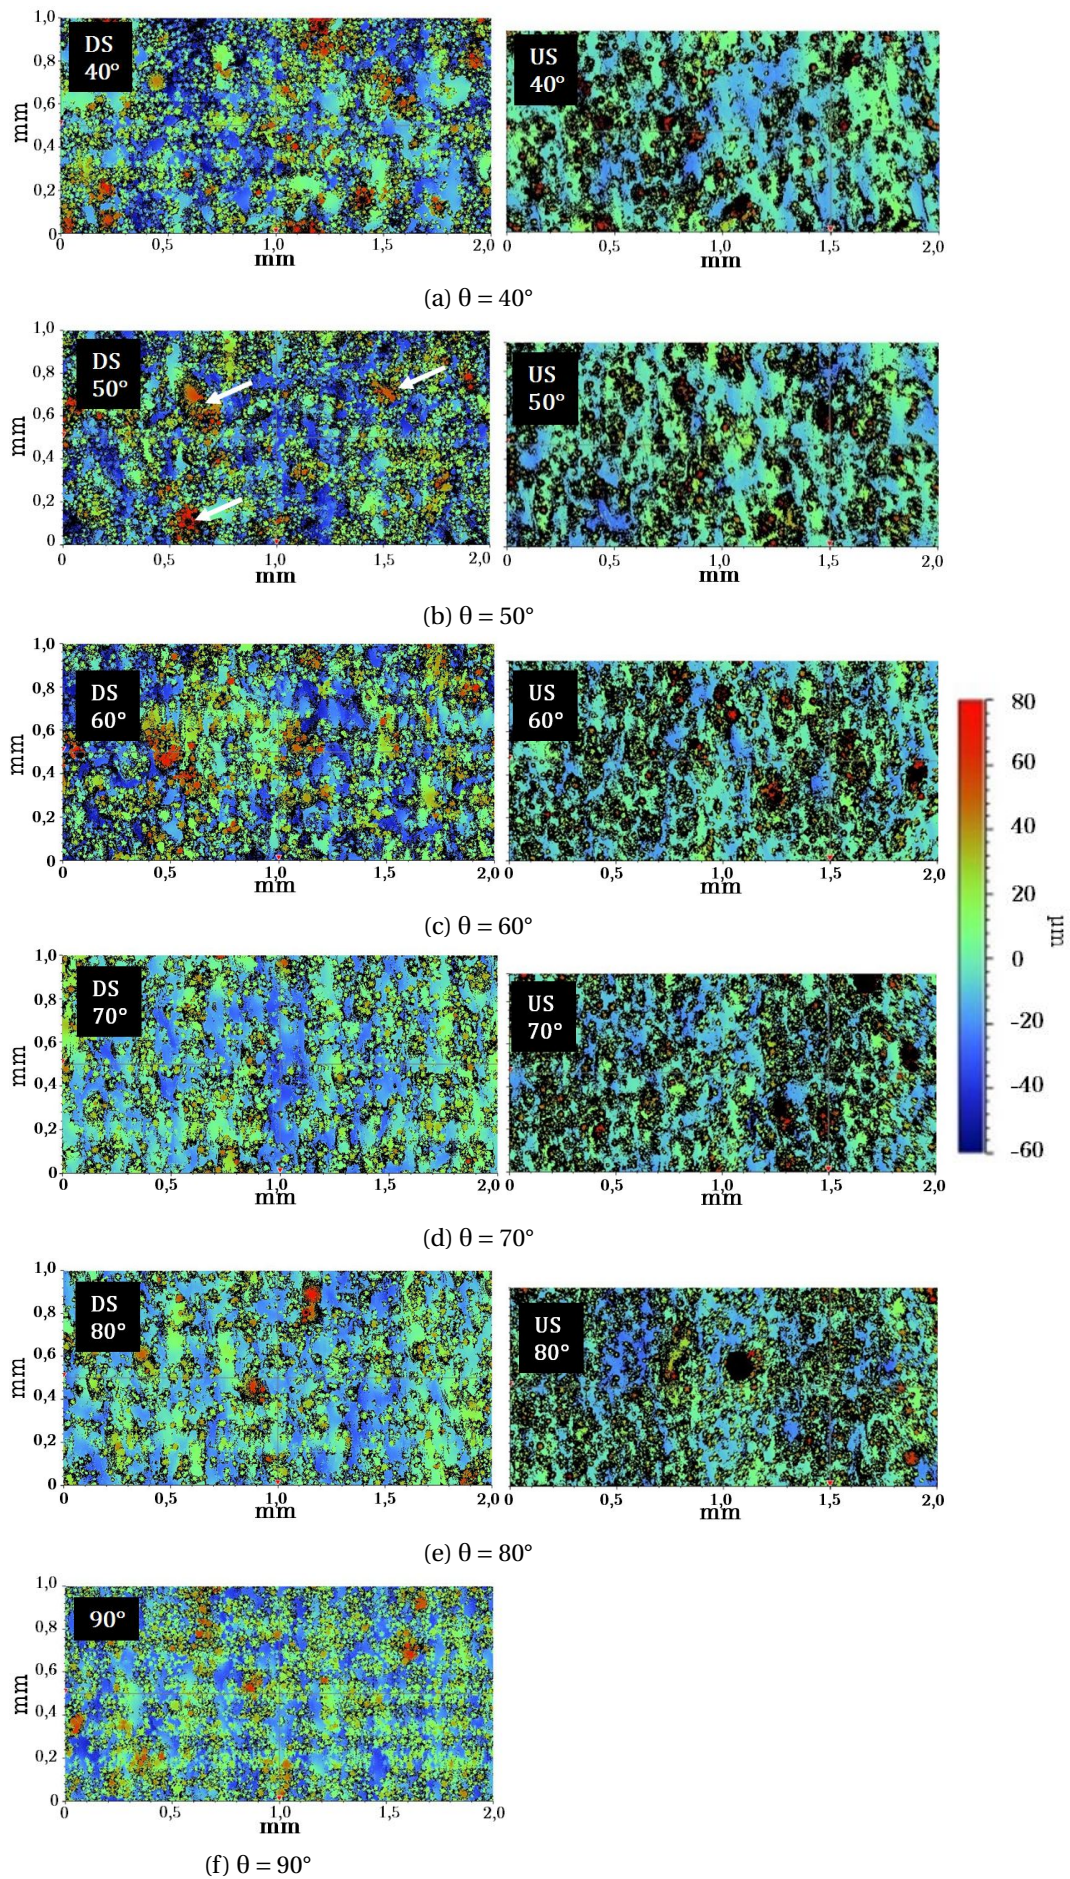 1,0
0,8
0,6
0,4
0,2
0
mm
DS
40°
0 0,5 1,0 1,5 2,0
mm
US
40°
0 0,5 1,0 1,5 2,0
mm
(a) θ = 40°
1,0
0,8
0,6
0,4
0,2
0
mm
DS
50°
0 0,5 1,0 1,5 2,0
mm
US
50°
0 0,5 1,0 1,5 2,0
mm
(b) θ = 50°
1,0
0,8
0,6
0,4
0,2
0
mm
DS
60°
0 0,5 1,0 1,5 2,0
mm
US
60°
0 0,5 1,0 1,5 2,0
mm
(c) θ = 60°
80
60
40
20
0
-20
-40
-60
µm
1,0
0,8
0,6
0,4
0,2
0
mm
DS
70°
0 0,5 1,0 1,5 2,0
mm
US
70°
0 0,5 1,0 1,5 2,0
mm
(d) θ = 70°
1,0
0,8
0,6
0,4
0,2
0
mm
DS
80°
0 0,5 1,0 1,5 2,0
mm
US
80°
0 0,5 1,0 1,5 2,0
mm
(e) θ = 80°
1,0
0,8
0,6
0,4
0,2
0
mm
90°
0 0,5 1,0 1,5 2,0
mm
(f) θ = 90°